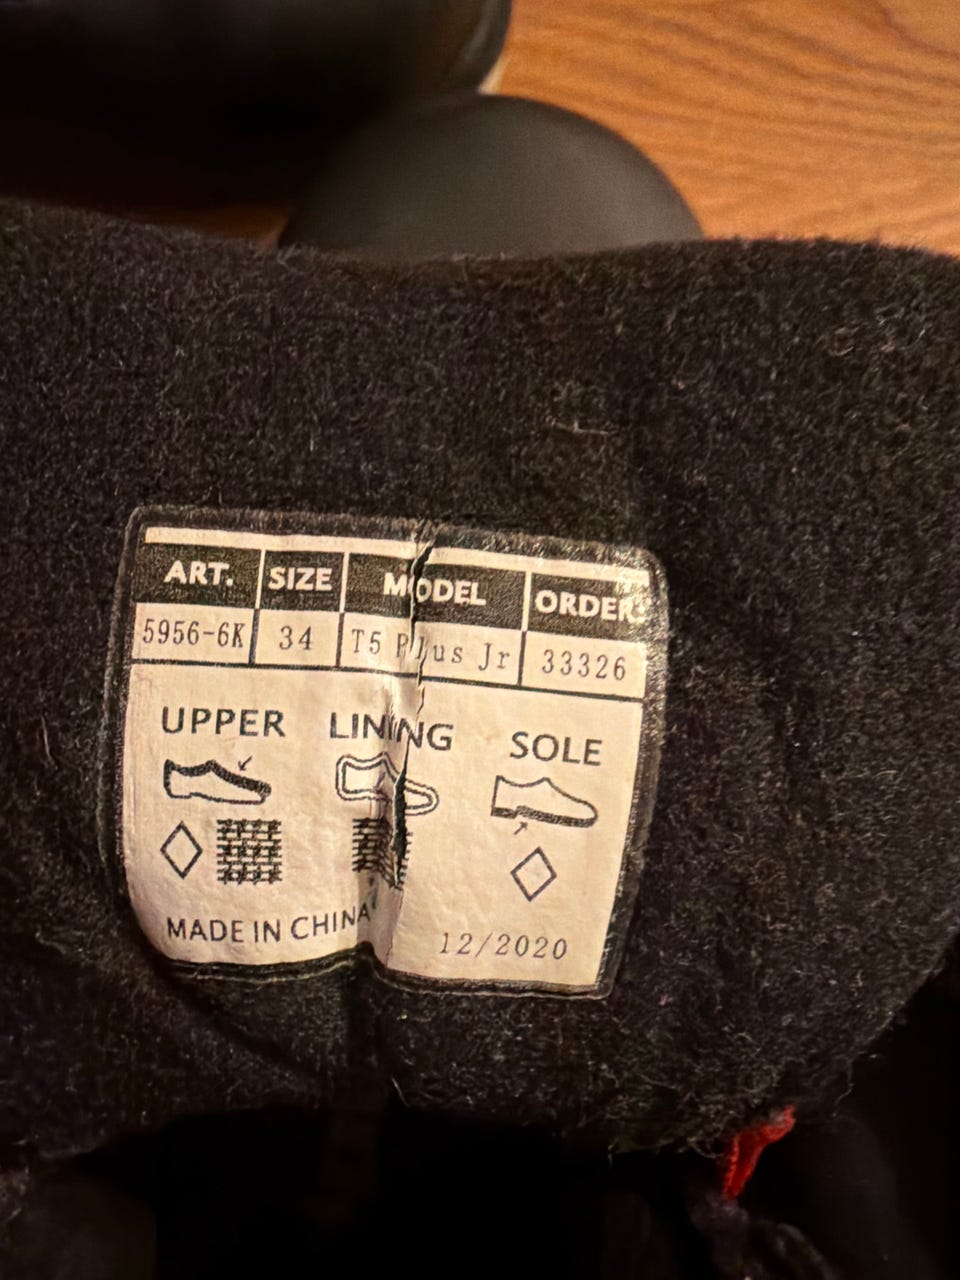 ART. SIZE MODEL ORDER:
5956-6K 34 T5 Plus Jr 33326
UPPER LINING SOLE
MADE IN CHINA
12/2020